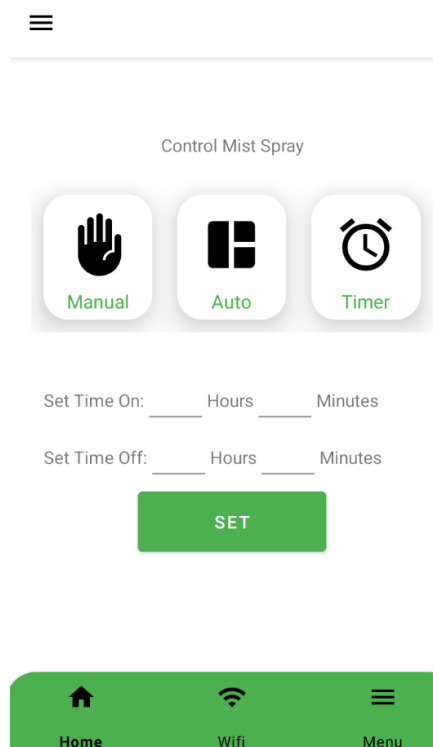 Control Mist Spray
Manual Auto Timer
Set Time On: Hours Minutes
Set Time Off: Hours Minutes
SET
Home Wifi Menu